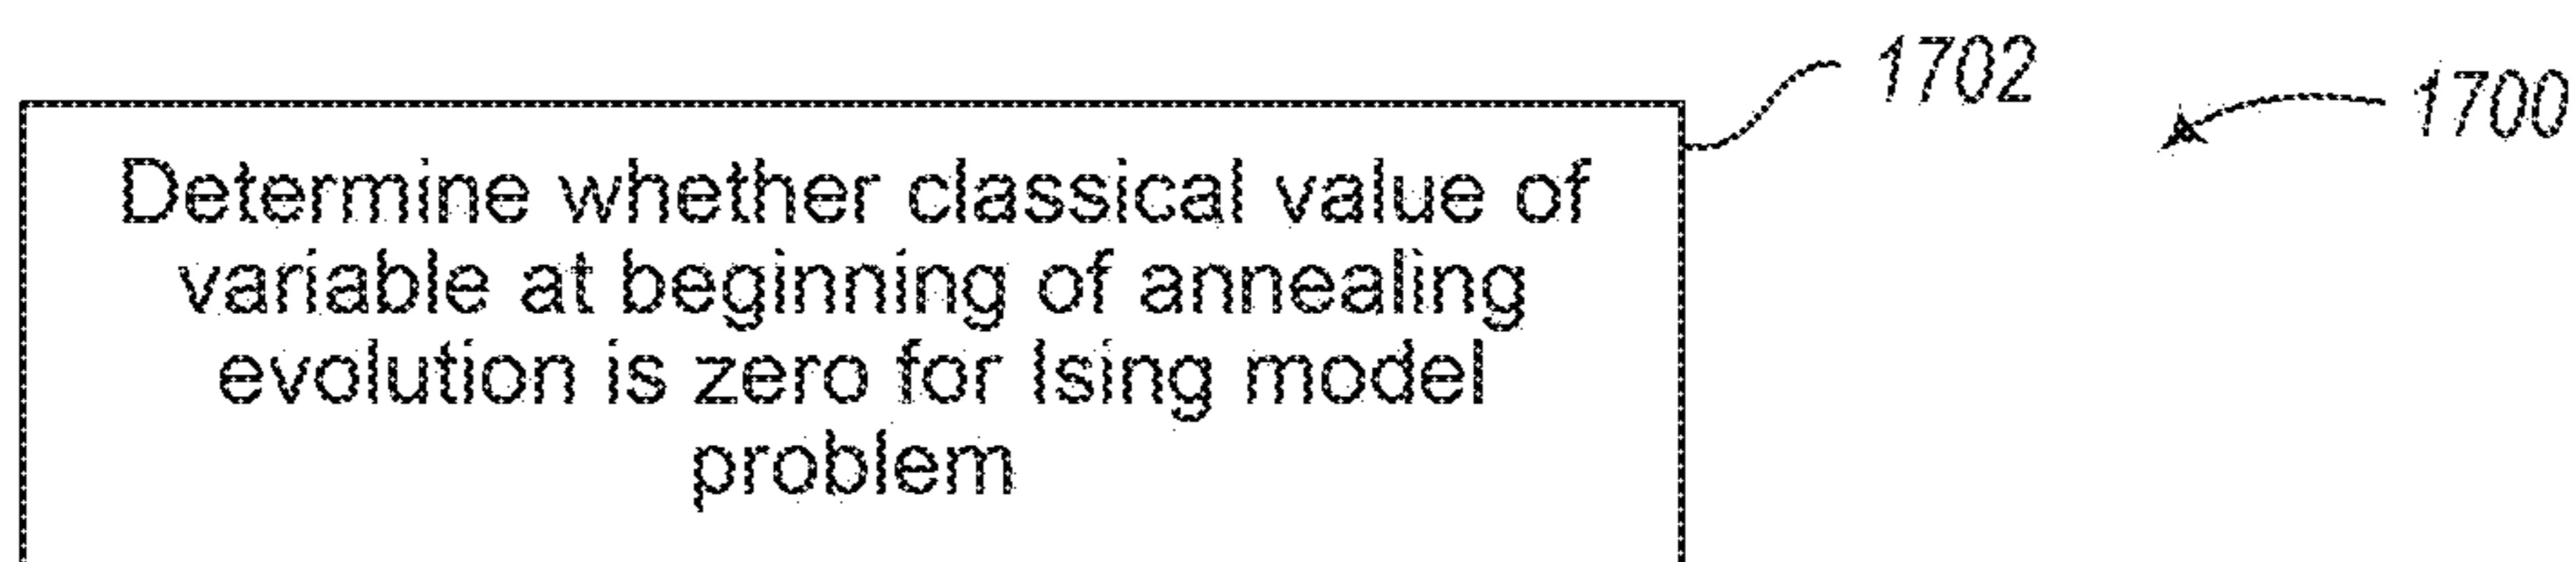 1702
1700
Determine whether classical value of
variable at beginning of annealing
evolution is zero for Ising model
problem